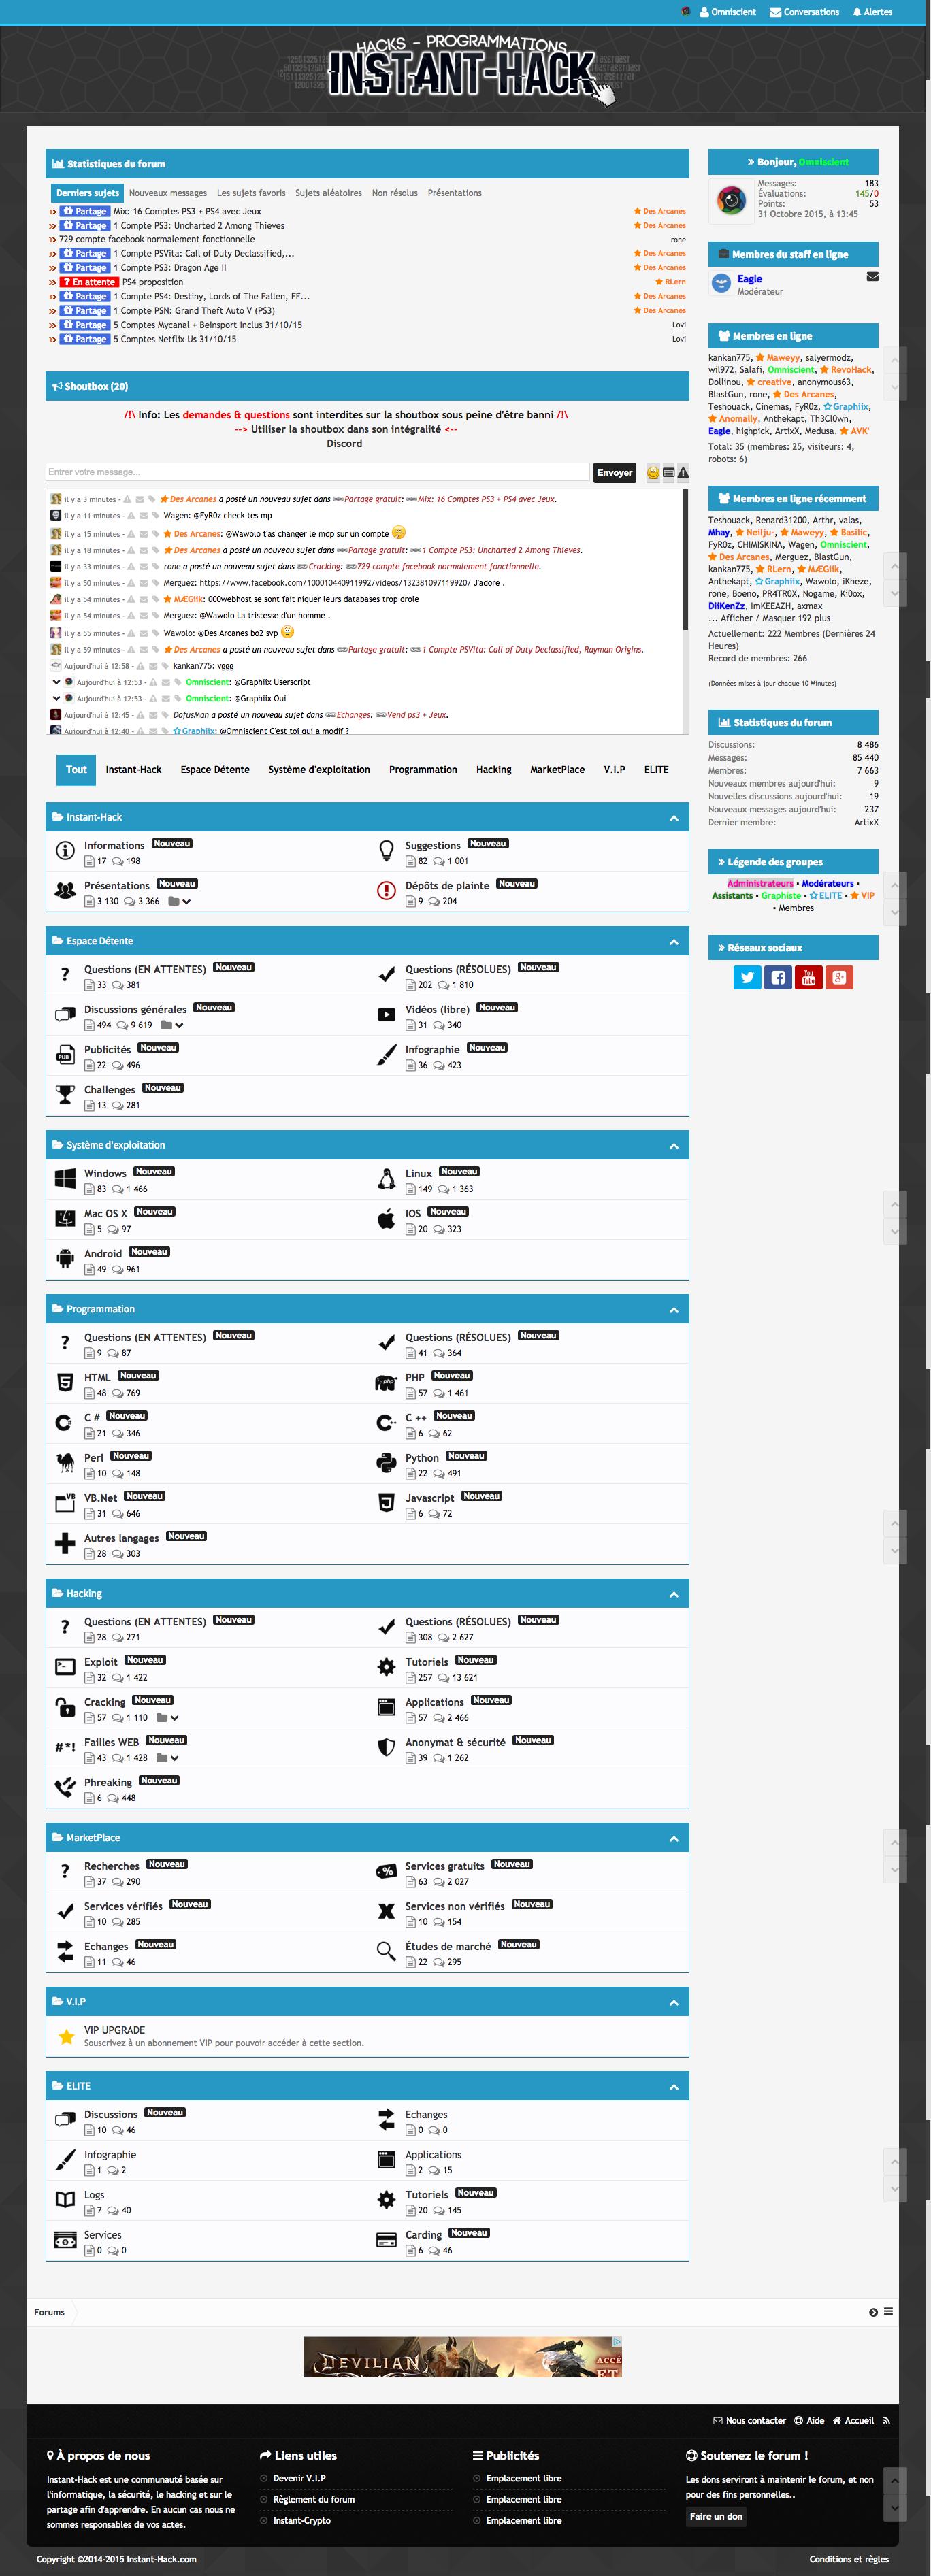 Omniscient Conversations Alertes
HACKS - PROGRAMMATIONS
INSTANT-HACK
Statistiques du forum
Derniers sujets Nouveaux messages Les sujets favoris Sujets aléatoires Non résolus Présentations
Partage Mix: 16 Comptes PS3 + PS4 avec Jeux Des Arcanes
Partage 1 Compte PS3: Uncharted 2 Among Thieves Des Arcanes
729 compte facebook normalement fonctionnelle rone
Partage 1 Compte PSVita: Call of Duty Declassified,... Des Arcanes
Partage 1 Compte PS3: Dragon Age II Des Arcanes
? En attente PS4 proposition RLern
Partage 1 Compte PS4: Destiny, Lords of The Fallen, FF... Des Arcanes
Partage 1 Compte PSN: Grand Theft Auto V (PS3) Des Arcanes
Partage 5 Comptes Mycanal + Beinsport Inclus 31/10/15 Lovi
Partage 5 Comptes Netflix Us 31/10/15 Lovi
Shoutbox (20)
/!\ Info: Les demandes & questions sont interdites sur la shoutbox sous peine d'être banni /!\
--> Utiliser la shoutbox dans son intégralité <--
Discord
Entrer votre message... Envoyer
il y a 3 minutes - Des Arcanes a posté un nouveau sujet dans Partage gratuit: Mix: 16 Comptes PS3 + PS4 avec Jeux.
il y a 11 minutes - Wagen: @FyR0z check tes mp
il y a 15 minutes - Des Arcanes: @Wawolo t'as changer le mdp sur un compte
il y a 18 minutes - Des Arcanes a posté un nouveau sujet dans Partage gratuit: 1 Compte PS3: Uncharted 2 Among Thieves.
il y a 33 minutes - rone a posté un nouveau sujet dans Cracking: 729 compte facebook normalement fonctionnelle.
il y a 50 minutes - Merguez: https://www.facebook.com/100010440911992/videos/132381097119920/ J'adore .
il y a 54 minutes - MÆGIIK: 000webhost se sont fait niquer leurs databases trop drole
il y a 54 minutes - Merguez: @Wawolo La tristesse d'un homme .
il y a 55 minutes - Wawolo: @Des Arcanes bo2 svp
il y a 59 minutes - Des Arcanes a posté un nouveau sujet dans Partage gratuit: 1 Compte PSVita: Call of Duty Declassified, Rayman Origins.
Aujourd'hui à 12:58 - kankan775: vggg
Aujourd'hui à 12:53 - Omniscient: @Graphiix Userscript
Aujourd'hui à 12:53 - Omniscient: @Graphiix Oui
Aujourd'hui à 12:45 - DofusMan a posté un nouveau sujet dans Echanges: Vend ps3 + Jeux.
Aujourd'hui à 12:40 - Graphiix: @Omniscient C'est toi qui a modif ?
Tout Instant-Hack Espace Détente Système d'exploitation Programmation Hacking MarketPlace V.I.P ELITE
Instant-Hack
Informations Nouveau Suggestions Nouveau
17 198 82 1 001
Présentations Nouveau Dépôts de plainte Nouveau
3 130 3 366 9 204
Espace Détente
Questions (EN ATTENTES) Nouveau Questions (RÉSOLUES) Nouveau
33 381 202 1 810
Discussions générales Nouveau Vidéos (libre) Nouveau
494 9 619 31 340
PUB Publicités Nouveau Infographie Nouveau
22 496 36 423
Challenges Nouveau
13 281
Système d'exploitation
Windows Nouveau Linux Nouveau
83 1 466 149 1 363
Mac OS X Nouveau IOS Nouveau
5 97 20 323
Android Nouveau
49 961
Programmation
Questions (EN ATTENTES) Nouveau Questions (RÉSOLUES) Nouveau
9 87 41 364
HTML Nouveau PHP Nouveau
48 769 57 1 461
C # Nouveau C ++ Nouveau
21 346 6 62
Perl Nouveau Python Nouveau
10 148 22 491
VB VB.Net Nouveau Javascript Nouveau
31 646 6 72
Autres langages Nouveau
28 303
Hacking
Questions (EN ATTENTES) Nouveau Questions (RÉSOLUES) Nouveau
28 271 308 2 627
Exploit Nouveau Tutoriels Nouveau
32 1 422 257 13 621
Cracking Nouveau Applications Nouveau
57 1 110 57 2 466
#*! Failles WEB Nouveau Anonymat & sécurité Nouveau
43 1 428 39 1 262
Phreaking Nouveau
6 448
MarketPlace
Recherches Nouveau Services gratuits Nouveau
37 290 63 2 027
Services vérifiés Nouveau Services non vérifiés Nouveau
10 285 10 154
Echanges Nouveau Études de marché Nouveau
11 46 22 295
V.I.P
VIP UPGRADE
Souscrivez à un abonnement VIP pour pouvoir accéder à cette section.
ELITE
Discussions Nouveau Echanges
10 46 0 0
Infographie Applications
1 2 2 15
Logs Tutoriels Nouveau
7 40 20 145
Services Carding Nouveau
0 0 6 46
Bonjour, Omniscient
Messages: 183
Évaluations: 145/0
Points: 53
31 Octobre 2015, à 13:45
Membres du staff en ligne
Eagle
Modérateur
Membres en ligne
kankan775, Maweyy, salyermodz,
wil972, Salafi, Omniscient, RevoHack,
Dollinou, creative, anonymous63,
BlastGun, rone, Des Arcanes,
Teshouack, Cinemas, FyR0z, Graphiix,
Anomally, Anthekapt, Th3Cl0wn,
Eagle, highpick, ArtixX, Medusa, AVK'
Total: 35 (membres: 25, visiteurs: 4,
robots: 6)
Membres en ligne récemment
Teshouack, Renard31200, Arthr, valas,
Mhay, Neilju-, Maweyy, Basilic,
FyR0z, CHIMISKINA, Wagen, Omniscient,
Des Arcanes, Merguez, BlastGun,
kankan775, RLern, MÆGiik,
Anthekapt, Graphiix, Wawolo, iKheze,
rone, Boeno, PR4TR0X, Nogame, Ki0ox,
DiiKenZz, ImKEEAZH, axmax
... Afficher / Masquer 192 plus
Actuellement: 222 Membres (Dernières 24
Heures)
Record de membres: 266
(Données mises à jour chaque 10 Minutes)
Statistiques du forum
Discussions: 8 486
Messages: 85 440
Membres: 7 663
Nouveaux membres aujourd'hui: 9
Nouvelles discussions aujourd'hui: 19
Nouveaux messages aujourd'hui: 237
Dernier membre: ArtixX
Légende des groupes
Administrateurs • Modérateurs •
Assistants • Graphiste • ELITE • VIP
• Membres
Réseaux sociaux
Forums
DEVILIAN ACCÉ
ET
Nous contacter Aide Accueil
À propos de nous
Instant-Hack est une communauté basée sur
l'informatique, la sécurité, le hacking et sur le
partage afin d'apprendre. En aucun cas nous ne
sommes responsables de vos actes.
Liens utiles
Devenir V.I.P
Règlement du forum
Instant-Crypto
Publicités
Emplacement libre
Emplacement libre
Emplacement libre
Soutenez le forum !
Les dons serviront à maintenir le forum, et non
pour des fins personnelles..
Faire un don
Copyright ©2014-2015 Instant-Hack.com Conditions et règles